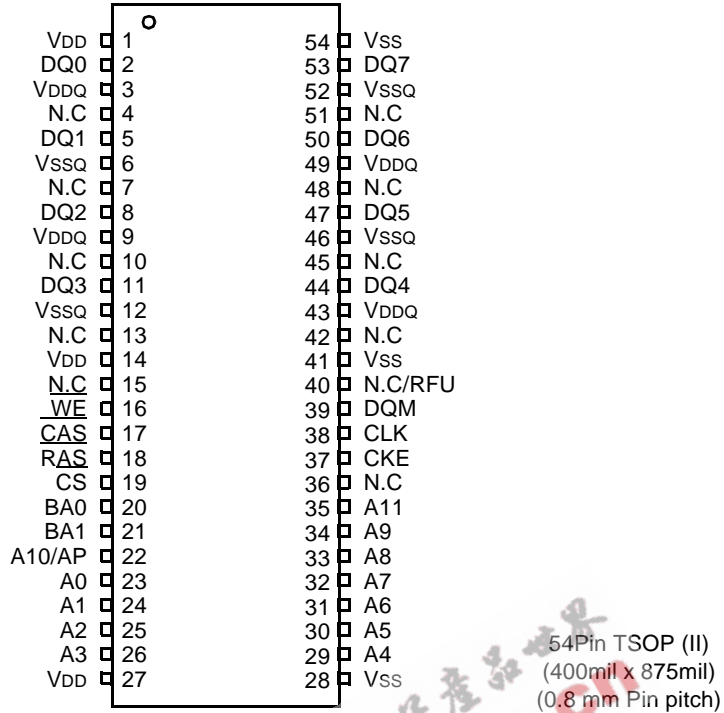 VDD 1 54 VSS
DQ0 2 53 DQ7
VDDQ 3 52 VSSQ
N.C 4 51 N.C
DQ1 5 50 DQ6
VSSQ 6 49 VDDQ
N.C 7 48 N.C
DQ2 8 47 DQ5
VDDQ 9 46 VSSQ
N.C 10 45 N.C
DQ3 11 44 DQ4
VSSQ 12 43 VDDQ
N.C 13 42 N.C
VDD 14 41 VSS
N.C 15 40 N.C/RFU
WE 16 39 DQM
CAS 17 38 CLK
RAS 18 37 CKE
CS 19 36 N.C
BA0 20 35 A11
BA1 21 34 A9
A10/AP 22 33 A8
A0 23 32 A7
A1 24 31 A6
A2 25 30 A5
A3 26 29 A4
VDD 27 28 VSS
54Pin TSOP (II)
(400mil x 875mil)
(0.8 mm Pin pitch)